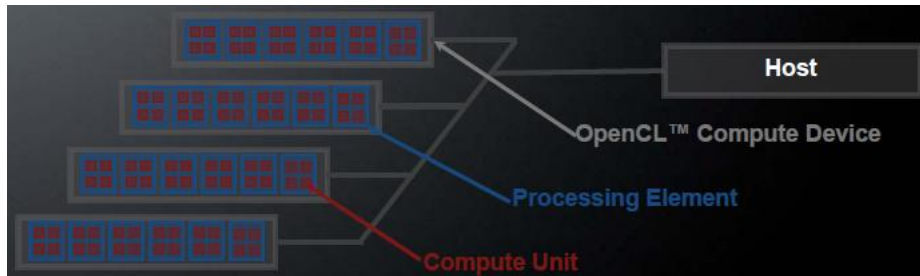 Host
OpenCL™ Compute Device
Processing Element
Compute Unit